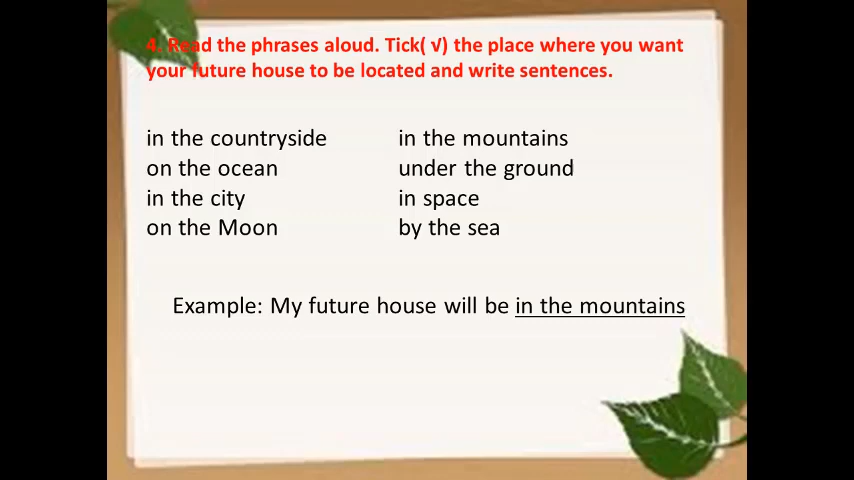 4. Read the phrases aloud. Tick( √) the place where you want
your future house to be located and write sentences.
in the countryside in the mountains
on the ocean under the ground
in the city in space
on the Moon by the sea
Example: My future house will be in the mountains